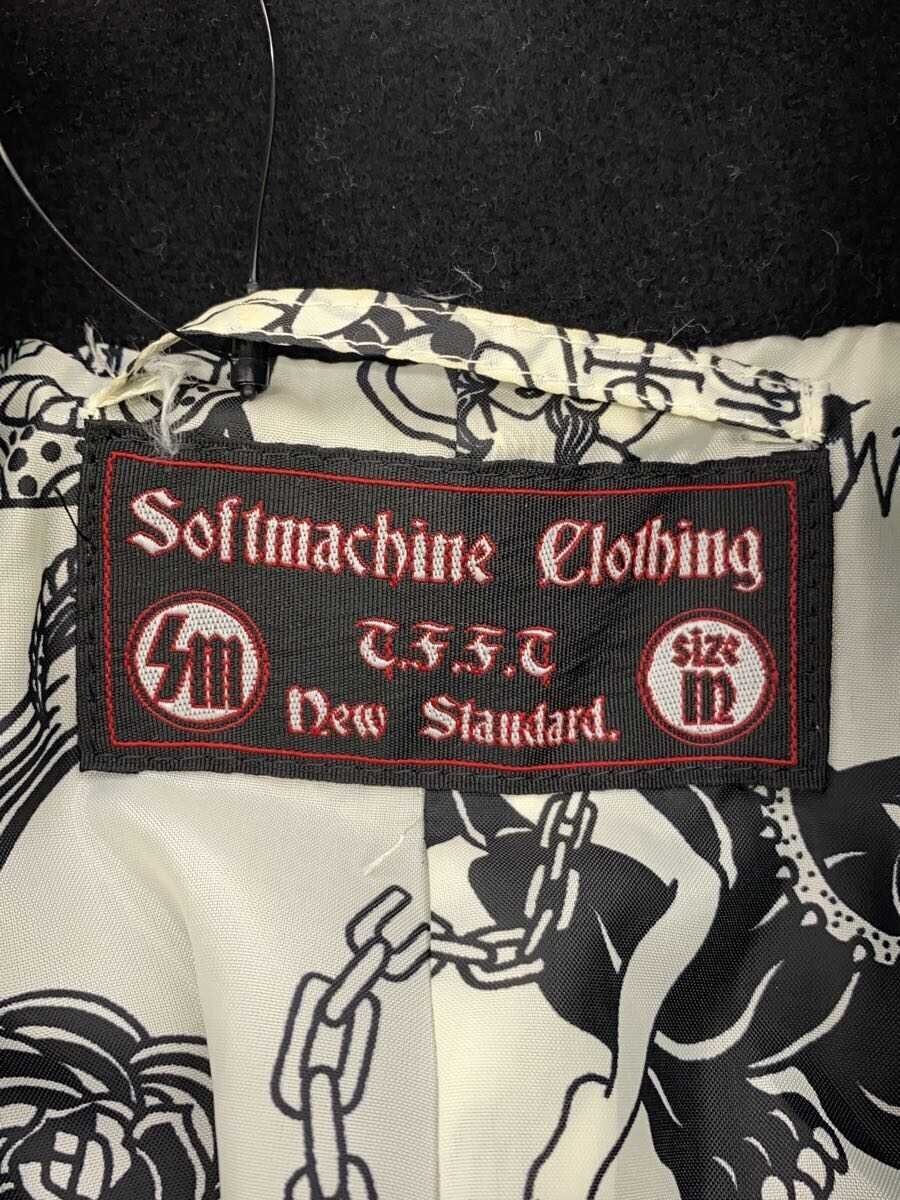 Softmachine Clothing
T.F.F.T
New Standard.
SM
size
m